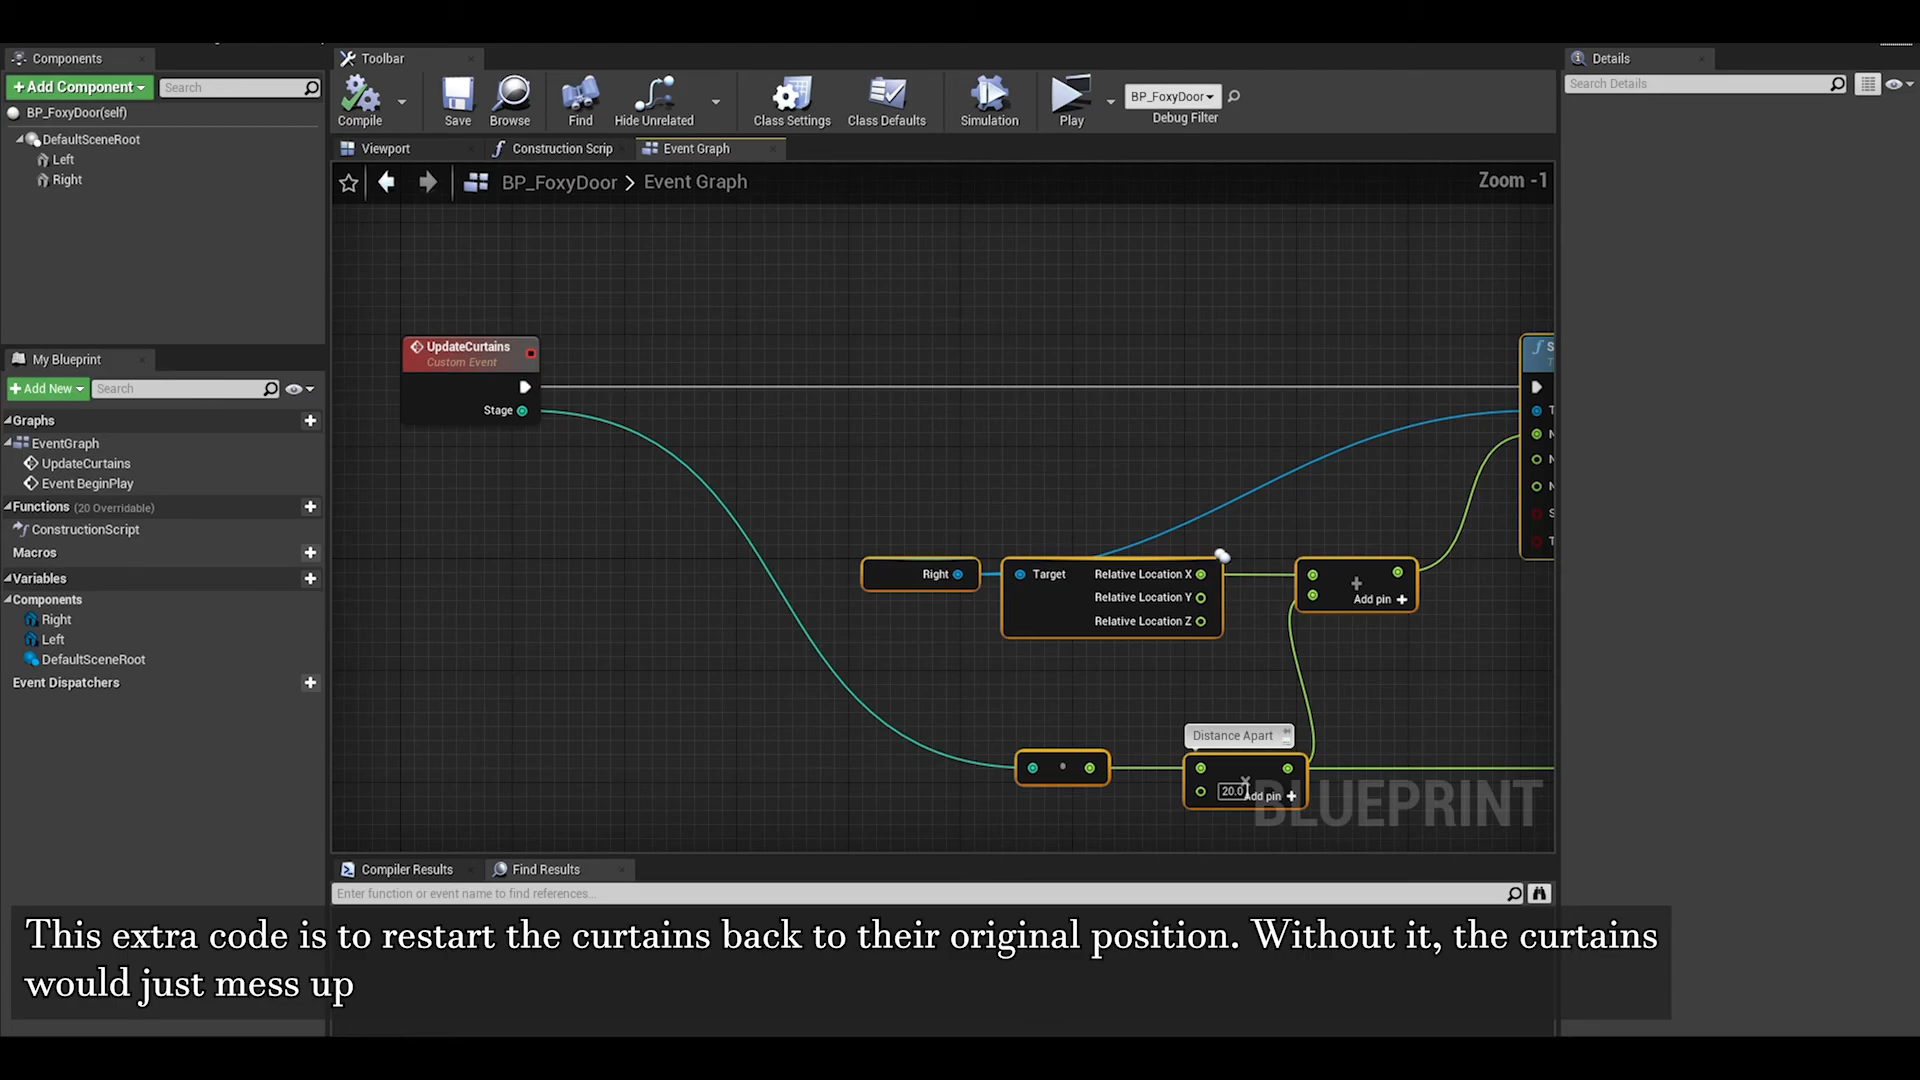 Components
Toolbar
Details
+ Add Component
Search
Search Details
BP_FoxyDoor(self)
DefaultSceneRoot
Left
Right
Compile
Save
Browse
Find
Hide Unrelated
Class Settings
Class Defaults
Simulation
Play
BP_FoxyDoor
Debug Filter
Viewport
Construction Scrip
Event Graph
BP_FoxyDoor > Event Graph
Zoom -1
My Blueprint
+ Add New
Search
Graphs
EventGraph
UpdateCurtains
Event BeginPlay
Functions (20 Overridable)
ConstructionScript
Macros
Variables
Components
Right
Left
DefaultSceneRoot
Event Dispatchers
UpdateCurtains
Custom Event
Stage
Right
Target
Relative Location X
Relative Location Y
Relative Location Z
+
Add pin +
Distance Apart
20.0
Add pin +
S
T
T
N
N
N
S
T
BLUEPRINT
Compiler Results
Find Results
Enter function or event name to find references...
This extra code is to restart the curtains back to their original position. Without it, the curtains
would just mess up